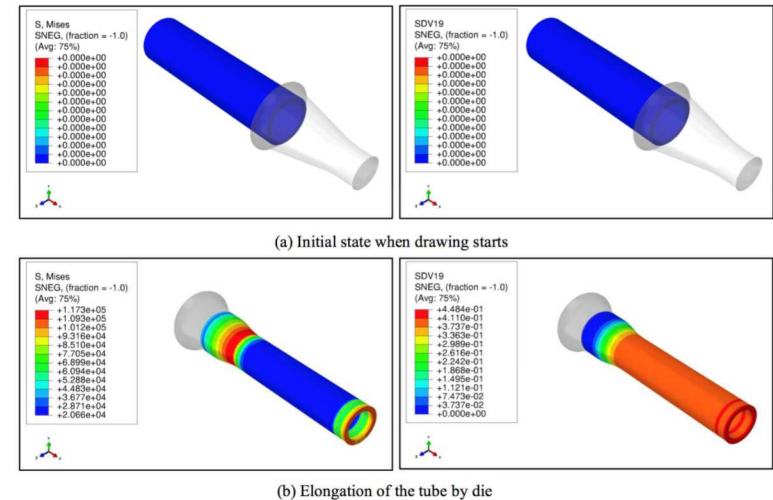 S, Mises
SNEG, (fraction = -1.0)
(Avg: 75%)
+0.000e+00
+0.000e+00
+0.000e+00
+0.000e+00
+0.000e+00
+0.000e+00
+0.000e+00
+0.000e+00
+0.000e+00
+0.000e+00
+0.000e+00
+0.000e+00
+0.000e+00
SDV19
SNEG, (fraction = -1.0)
(Avg: 75%)
+0.000e+00
+0.000e+00
+0.000e+00
+0.000e+00
+0.000e+00
+0.000e+00
+0.000e+00
+0.000e+00
+0.000e+00
+0.000e+00
+0.000e+00
+0.000e+00
+0.000e+00
(a) Initial state when drawing starts
S, Mises
SNEG, (fraction = -1.0)
(Avg: 75%)
+1.173e+05
+1.093e+05
+1.012e+05
+9.316e+04
+8.510e+04
+7.705e+04
+6.899e+04
+6.094e+04
+5.288e+04
+4.483e+04
+3.677e+04
+2.871e+04
+2.066e+04
SDV19
SNEG, (fraction = -1.0)
(Avg: 75%)
+4.484e-01
+4.110e-01
+3.737e-01
+3.363e-01
+2.989e-01
+2.616e-01
+2.242e-01
+1.868e-01
+1.495e-01
+1.121e-01
+7.473e-02
+3.737e-02
+0.000e+00
(b) Elongation of the tube by die